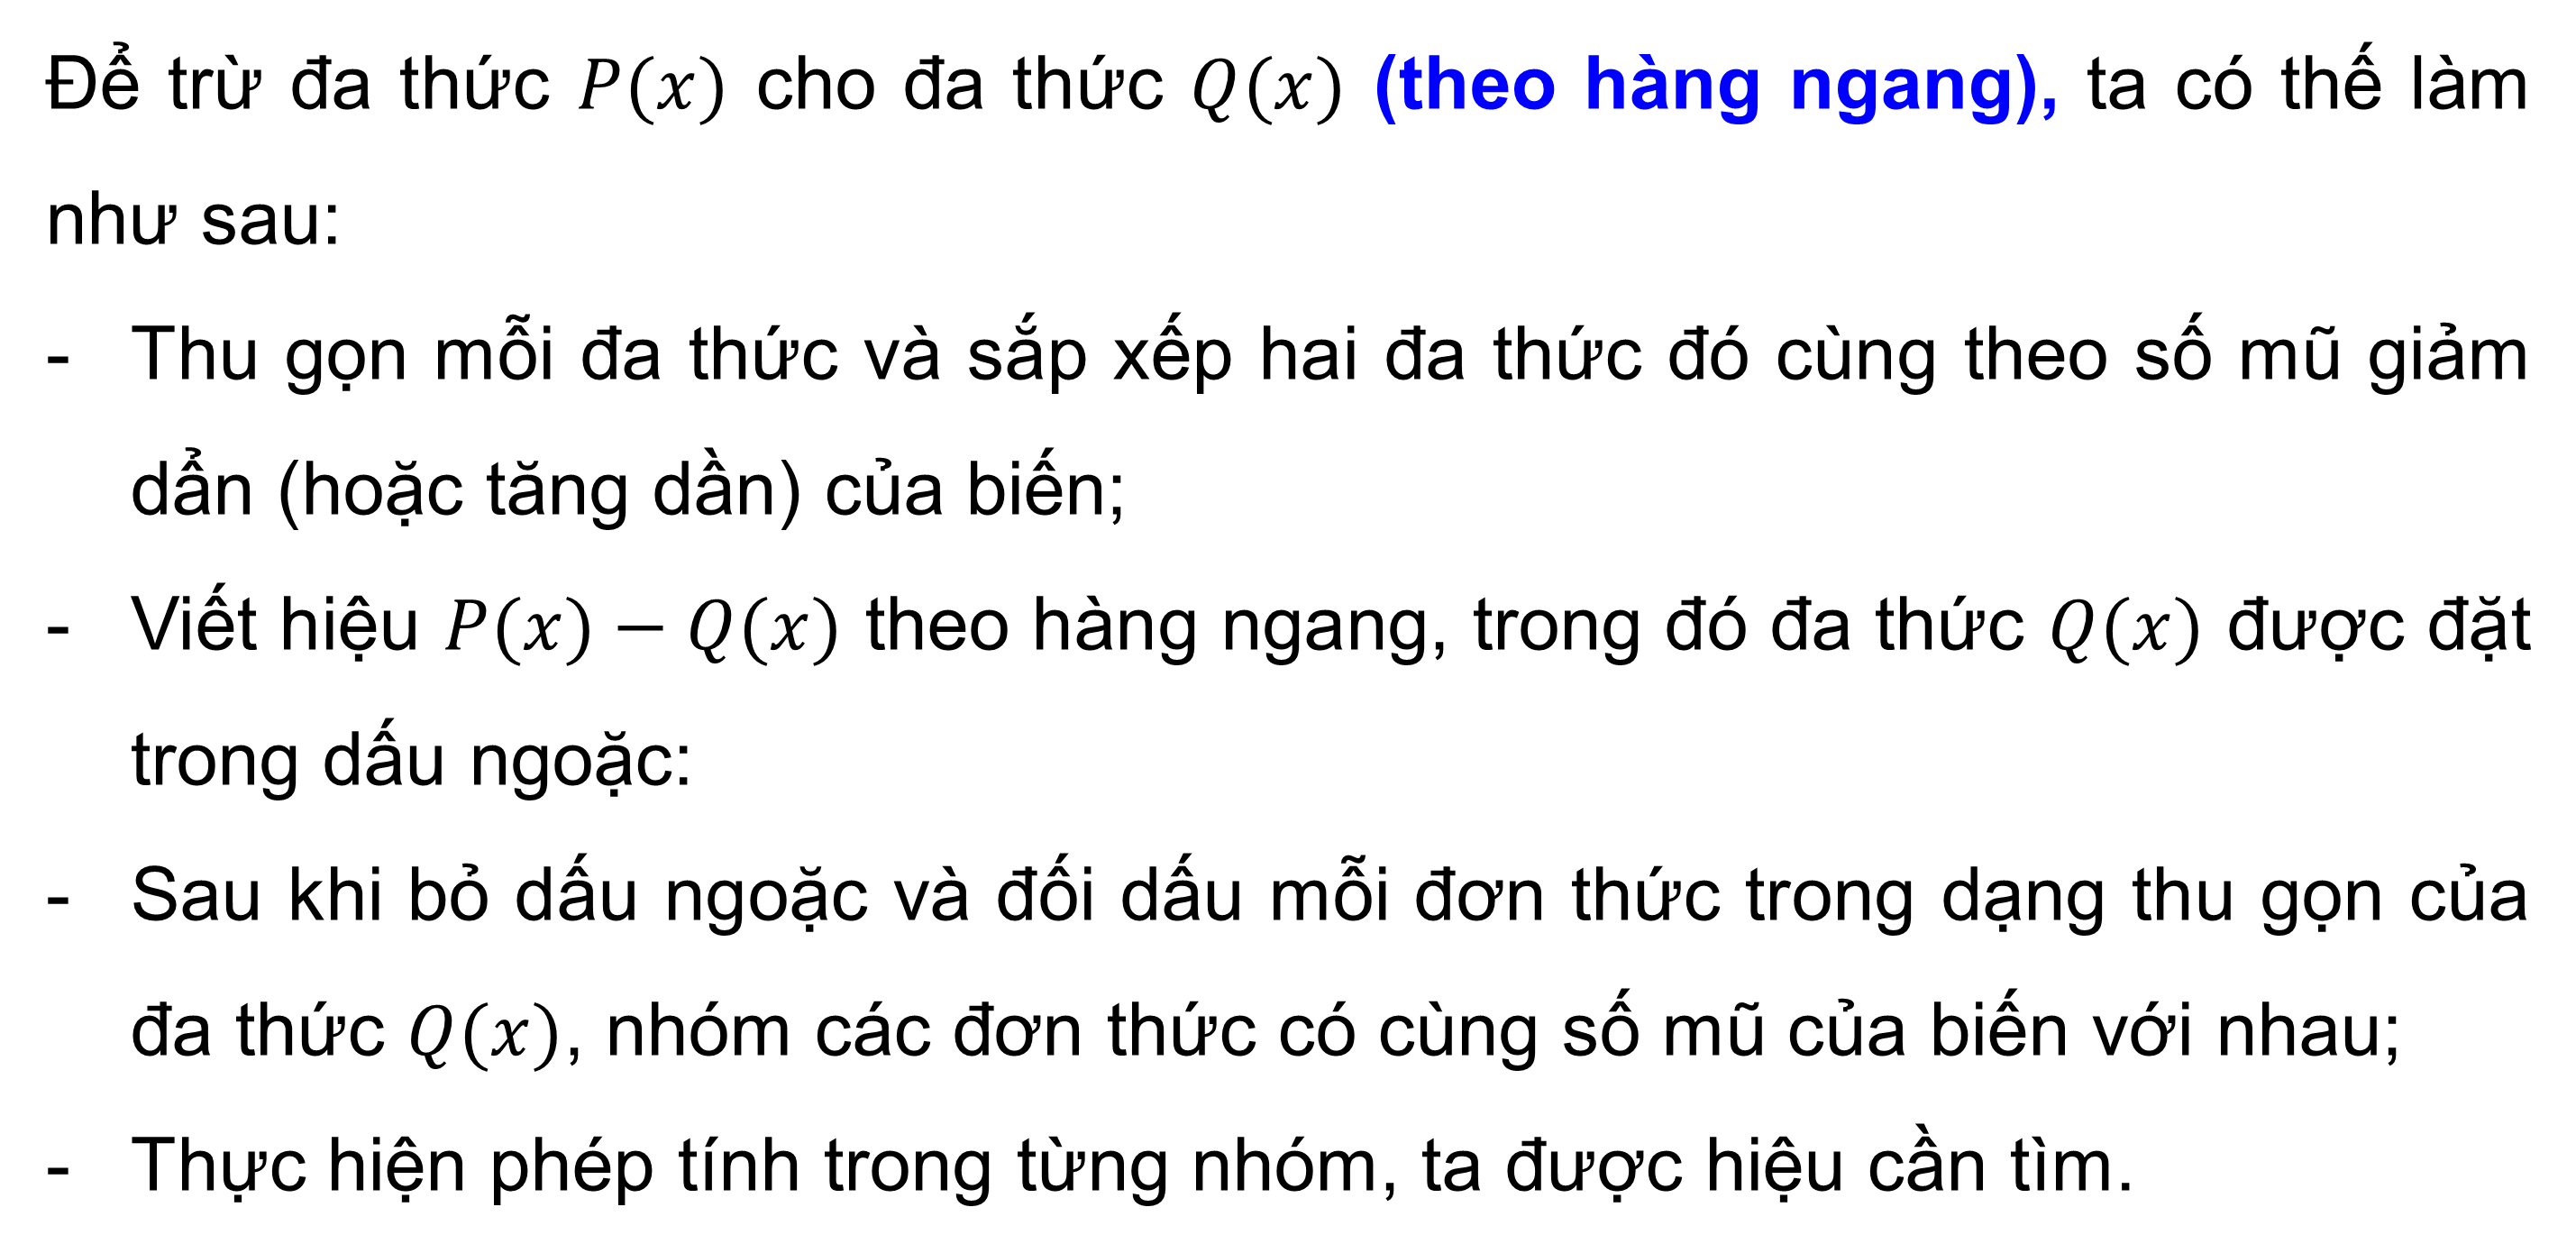 Để trừ đa thức P(x) cho đa thức Q(x) (theo hàng ngang), ta có thế làm
như sau:
- Thu gọn mỗi đa thức và sắp xếp hai đa thức đó cùng theo số mũ giảm
dẩn (hoặc tăng dần) của biến;
- Viết hiệu P(x) − Q(x) theo hàng ngang, trong đó đa thức Q(x) được đặt
trong dấu ngoặc:
- Sau khi bỏ dấu ngoặc và đối dấu mỗi đơn thức trong dạng thu gọn của
đa thức Q(x), nhóm các đơn thức có cùng số mũ của biến với nhau;
- Thực hiện phép tính trong từng nhóm, ta được hiệu cần tìm.